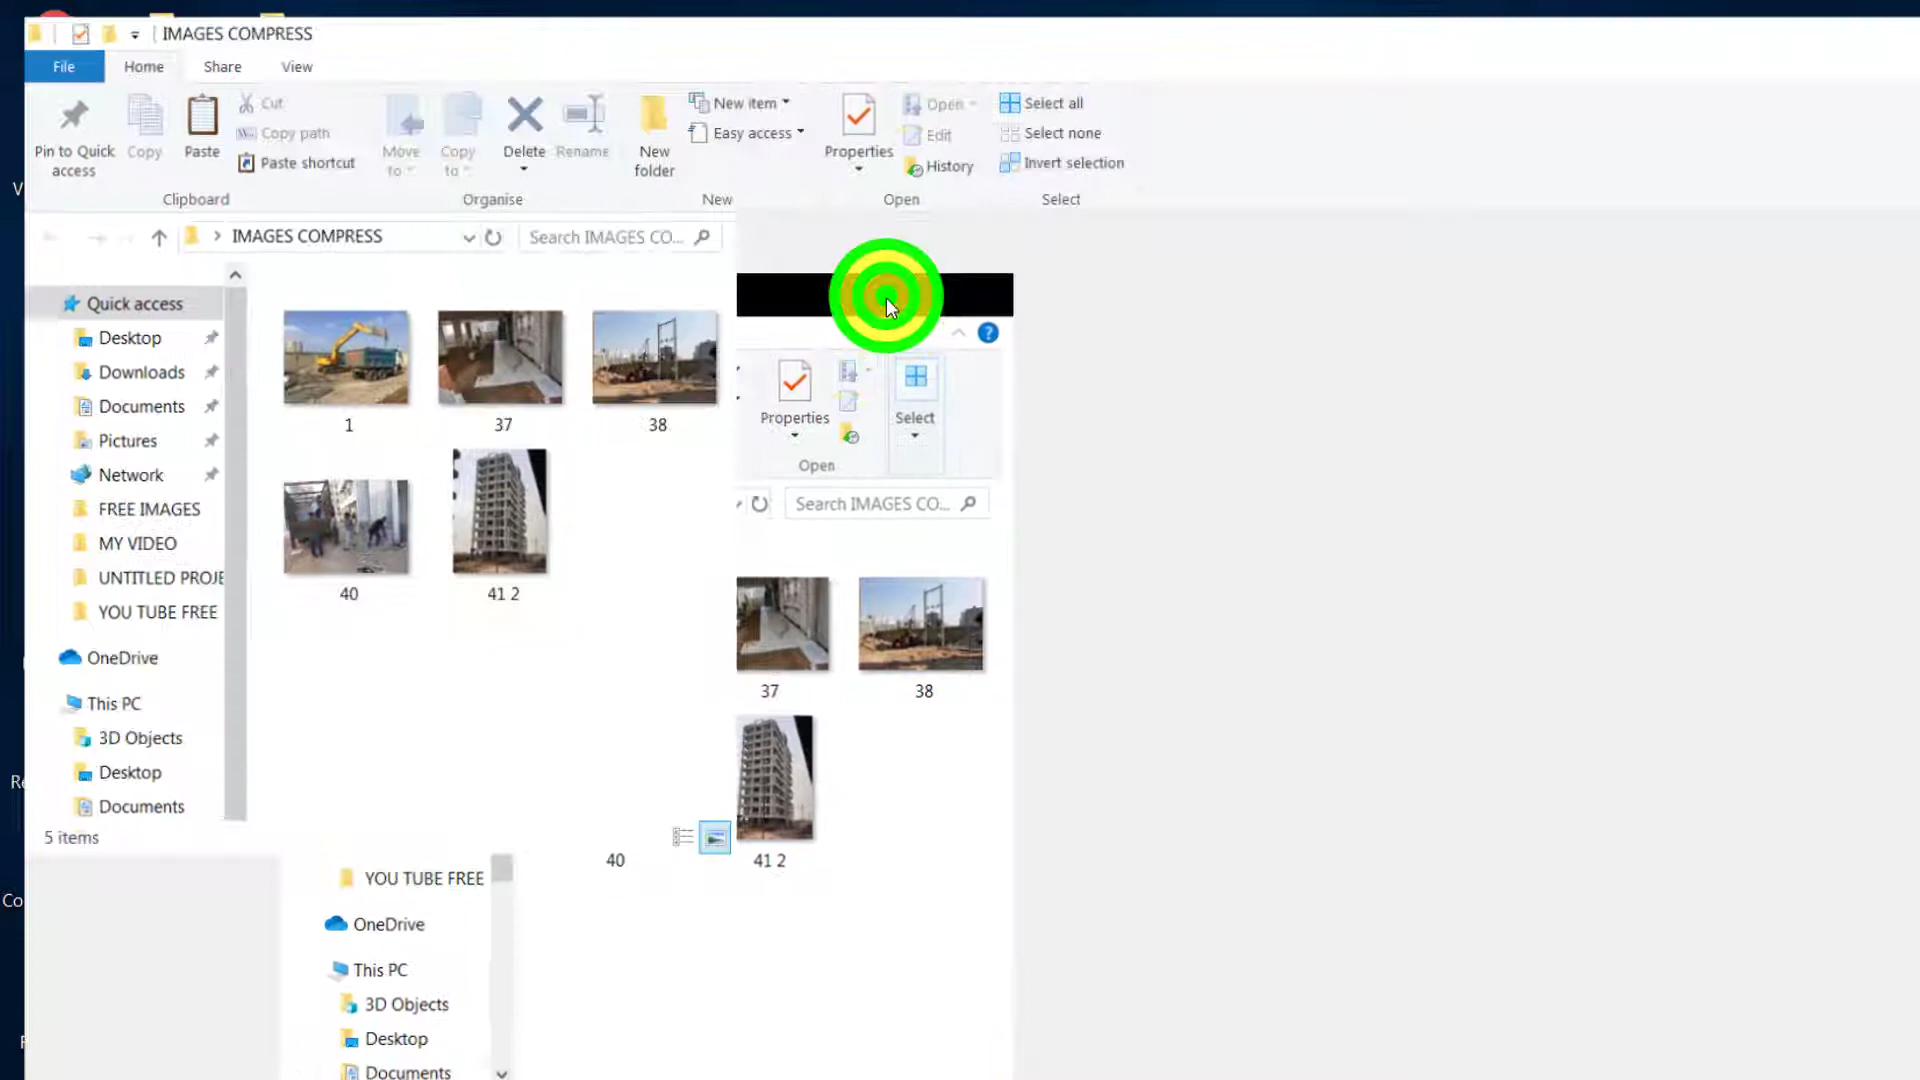 IMAGES COMPRESS
File Home Share View
Cut
Copy path
Paste shortcut
Pin to Quick access
Copy
Paste
Move to
Copy to
Delete
Rename
New folder
New item
Easy access
Properties
Open
Edit
History
Select all
Select none
Invert selection
Clipboard Organise New Open Select
IMAGES COMPRESS
Search IMAGES CO...
Quick access
Desktop
Downloads
Documents
Pictures
Network
FREE IMAGES
MY VIDEO
UNTITLED PROJE
YOU TUBE FREE
OneDrive
This PC
3D Objects
Desktop
Documents
5 items
1 37 38
40 41 2
Properties
Select
Open
Search IMAGES CO...
37 38
40 41 2
YOU TUBE FREE
OneDrive
This PC
3D Objects
Desktop
Documents
V
Re
Co